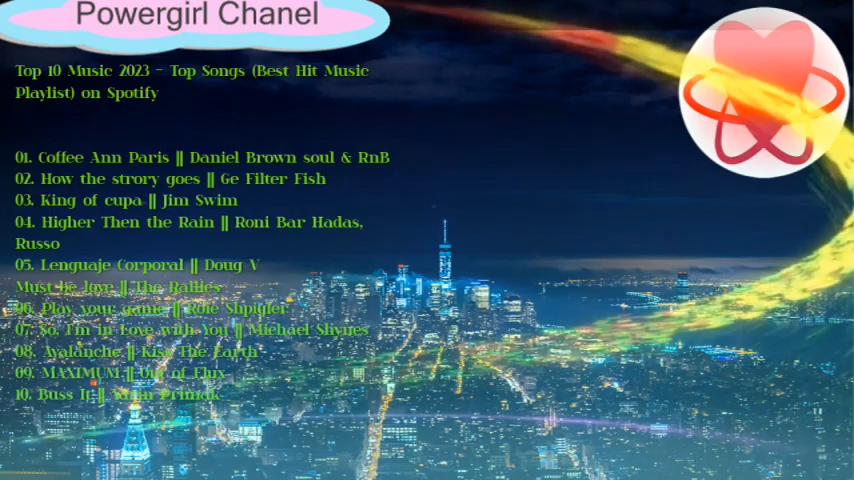 Powergirl Chanel
Top 10 Music 2023 - Top Songs (Best Hit Music
Playlist) on Spotify
01. Coffee Ann Paris || Daniel Brown soul & RnB
02. How the strory goes || Ge Filter Fish
03. King of cupa || Jim Swim
04. Higher Then the Rain || Roni Bar Hadas,
Russo
05. Lenguaje Corporal || Doug V
Must be love || The Railles
06. Play your game || Roie Shpigler
07. So, I'm in Love with You || Michael Shynes
08. Avalanche || Kiss The Earth
09. MAXIMUM || Out of Flux
10. Buss It || Primak